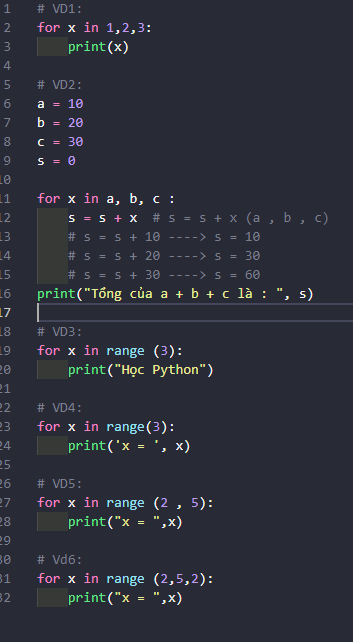 1 # VD1:
2 for x in 1,2,3:
3 print(x)
4
5 # VD2:
6 a = 10
7 b = 20
8 c = 30
9 s = 0
10
11 for x in a, b, c :
12 s = s + x # s = s + x (a , b , c)
13 # s = s + 10 ----> s = 10
14 # s = s + 20 ----> s = 30
15 # s = s + 30 ----> s = 60
16 print("Tổng của a + b + c là : ", s)
17
18 # VD3:
19 for x in range (3):
20 print("Học Python")
21
22 # VD4:
23 for x in range(3):
24 print('x = ', x)
25
26 # VD5:
27 for x in range (2 , 5):
28 print("x = ",x)
29
30 # Vd6:
31 for x in range (2,5,2):
32 print("x = ",x)